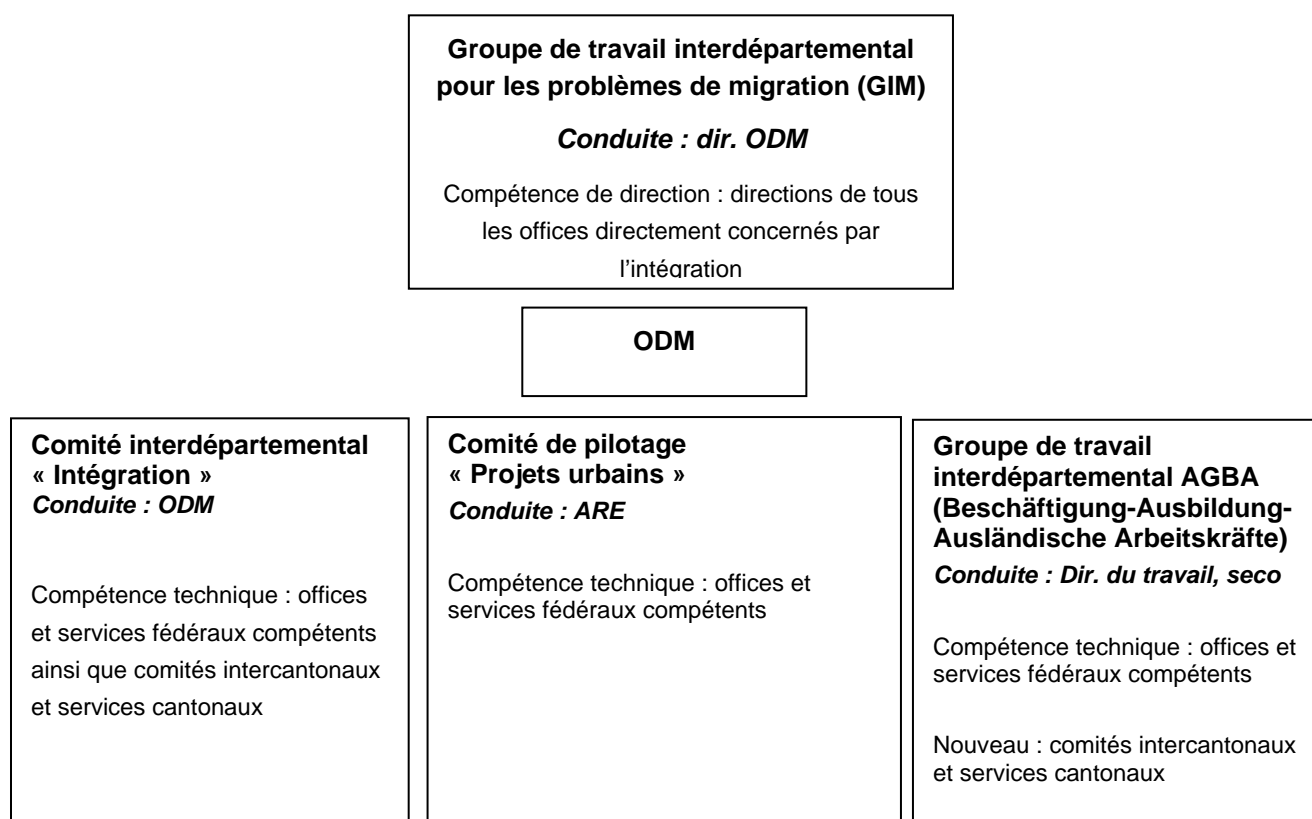 Groupe de travail interdépartemental
pour les problèmes de migration (GIM)
Conduite : dir. ODM
Compétence de direction : directions de tous
les offices directement concernés par
l’intégration
ODM
Comité interdépartemental
« Intégration »
Conduite : ODM
Compétence technique : offices
et services fédéraux compétents
ainsi que comités intercantonaux
et services cantonaux
Comité de pilotage
« Projets urbains »
Conduite : ARE
Compétence technique : offices et
services fédéraux compétents
Groupe de travail
interdépartemental AGBA
(Beschäftigung-Ausbildung-
Ausländische Arbeitskräfte)
Conduite : Dir. du travail, seco
Compétence technique : offices et
services fédéraux compétents
Nouveau : comités intercantonaux
et services cantonaux